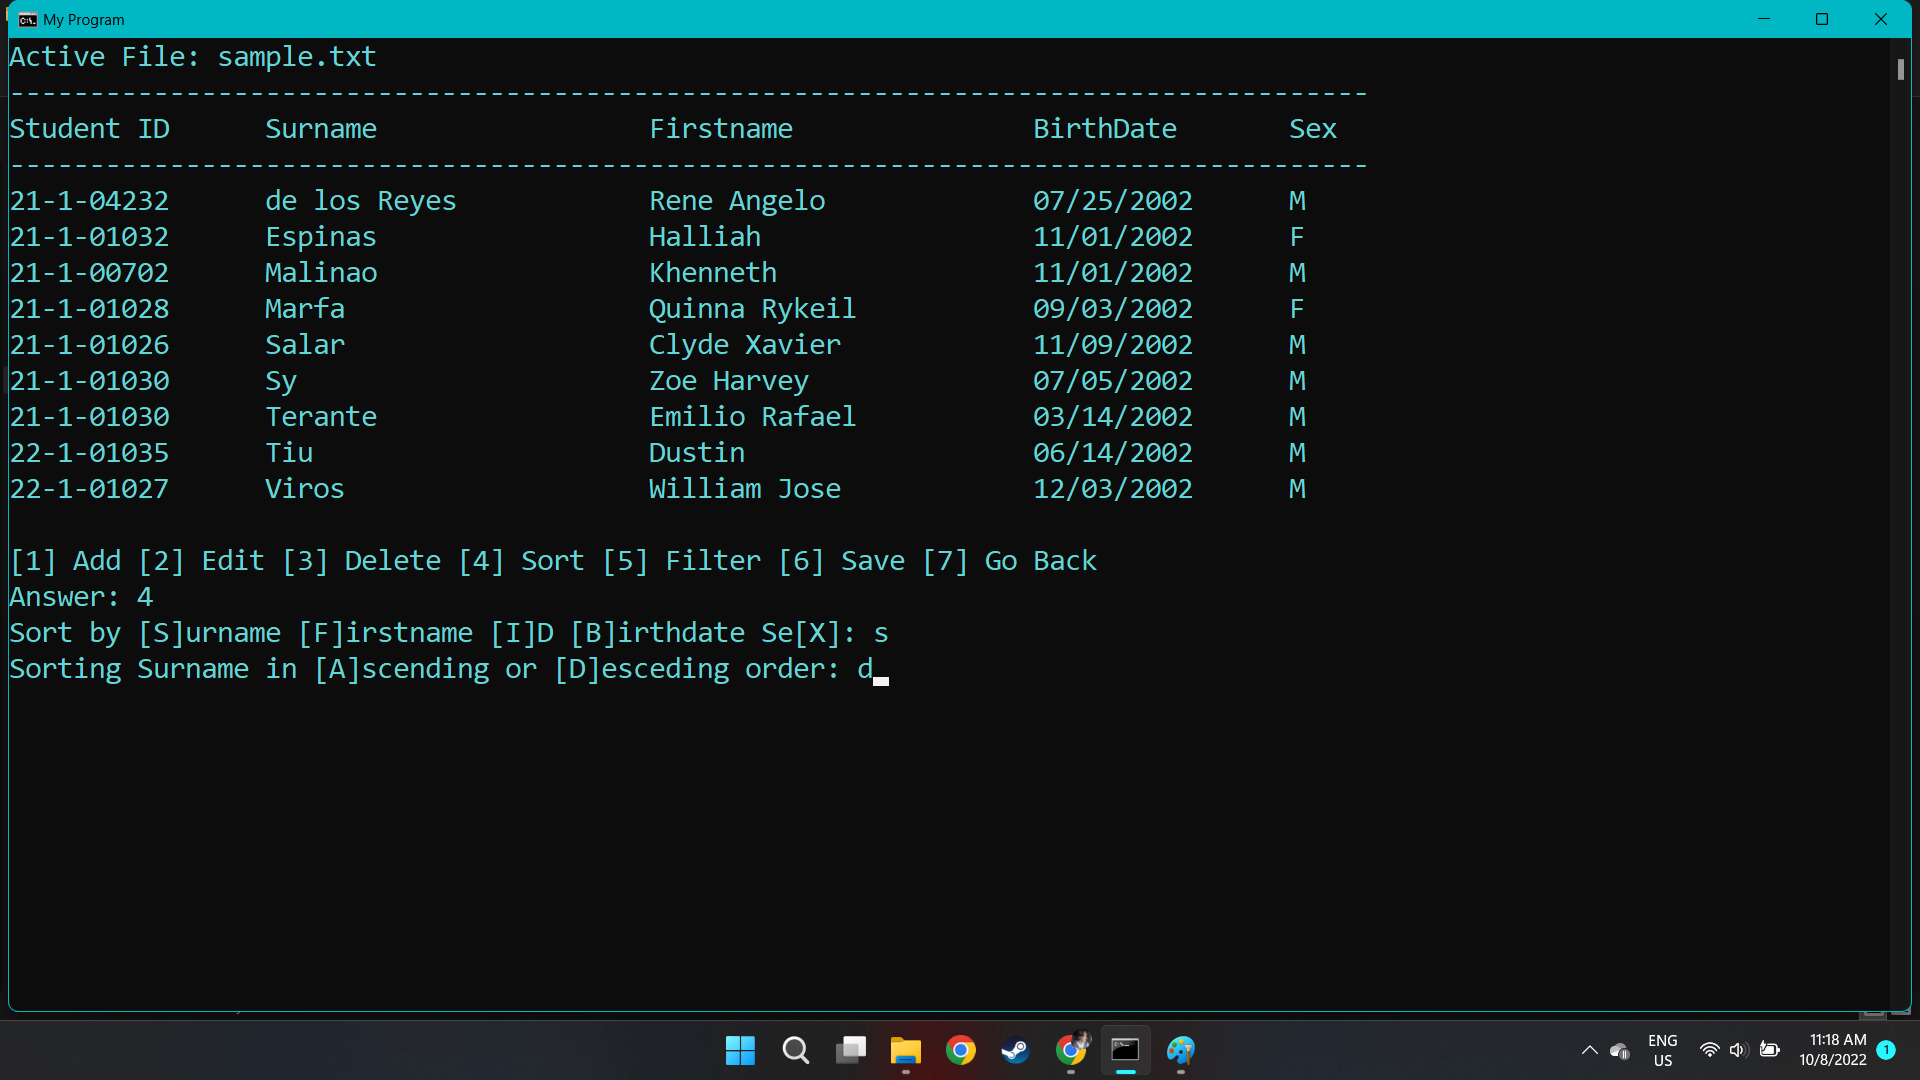 My Program
Active File: sample.txt
-------------------------------------------------------------------------------------
Student ID      Surname                 Firstname               BirthDate       Sex
-------------------------------------------------------------------------------------
21-1-04232      de los Reyes            Rene Angelo             07/25/2002      M
21-1-01032      Espinas                 Halliah                 11/01/2002      F
21-1-00702      Malinao                 Khenneth                11/01/2002      M
21-1-01028      Marfa                   Quinna Rykeil           09/03/2002      F
21-1-01026      Salar                   Clyde Xavier            11/09/2002      M
21-1-01030      Sy                      Zoe Harvey              07/05/2002      M
21-1-01030      Terante                 Emilio Rafael           03/14/2002      M
22-1-01035      Tiu                     Dustin                  06/14/2002      M
22-1-01027      Viros                   William Jose            12/03/2002      M
[1] Add [2] Edit [3] Delete [4] Sort [5] Filter [6] Save [7] Go Back
Answer: 4
Sort by [S]urname [F]irstname [I]D [B]irthdate Se[X]: s
Sorting Surname in [A]scending or [D]esceding order: d
ENG
US
11:18 AM
10/8/2022
1